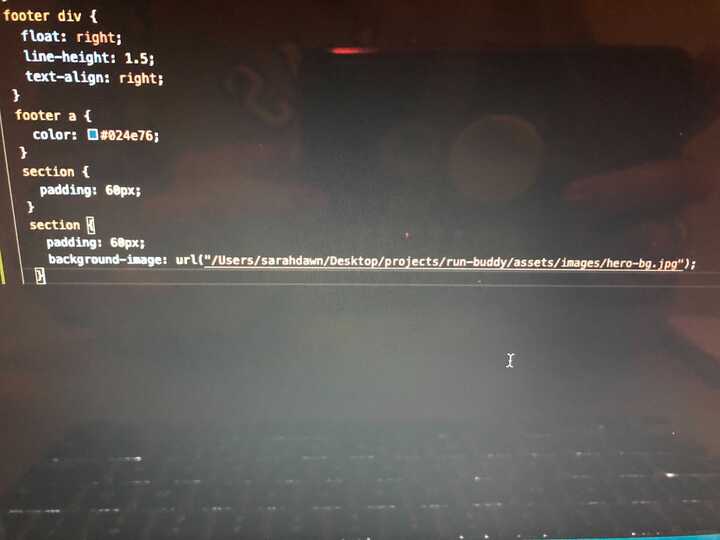 footer div {
float: right;
line-height: 1.5;
text-align: right;
}
footer a {
color: #024e76;
}
section {
padding: 60px;
}
section {
padding: 60px;
background-image: url("/Users/sarahdawn/Desktop/projects/run-buddy/assets/images/hero-bg.jpg");
}